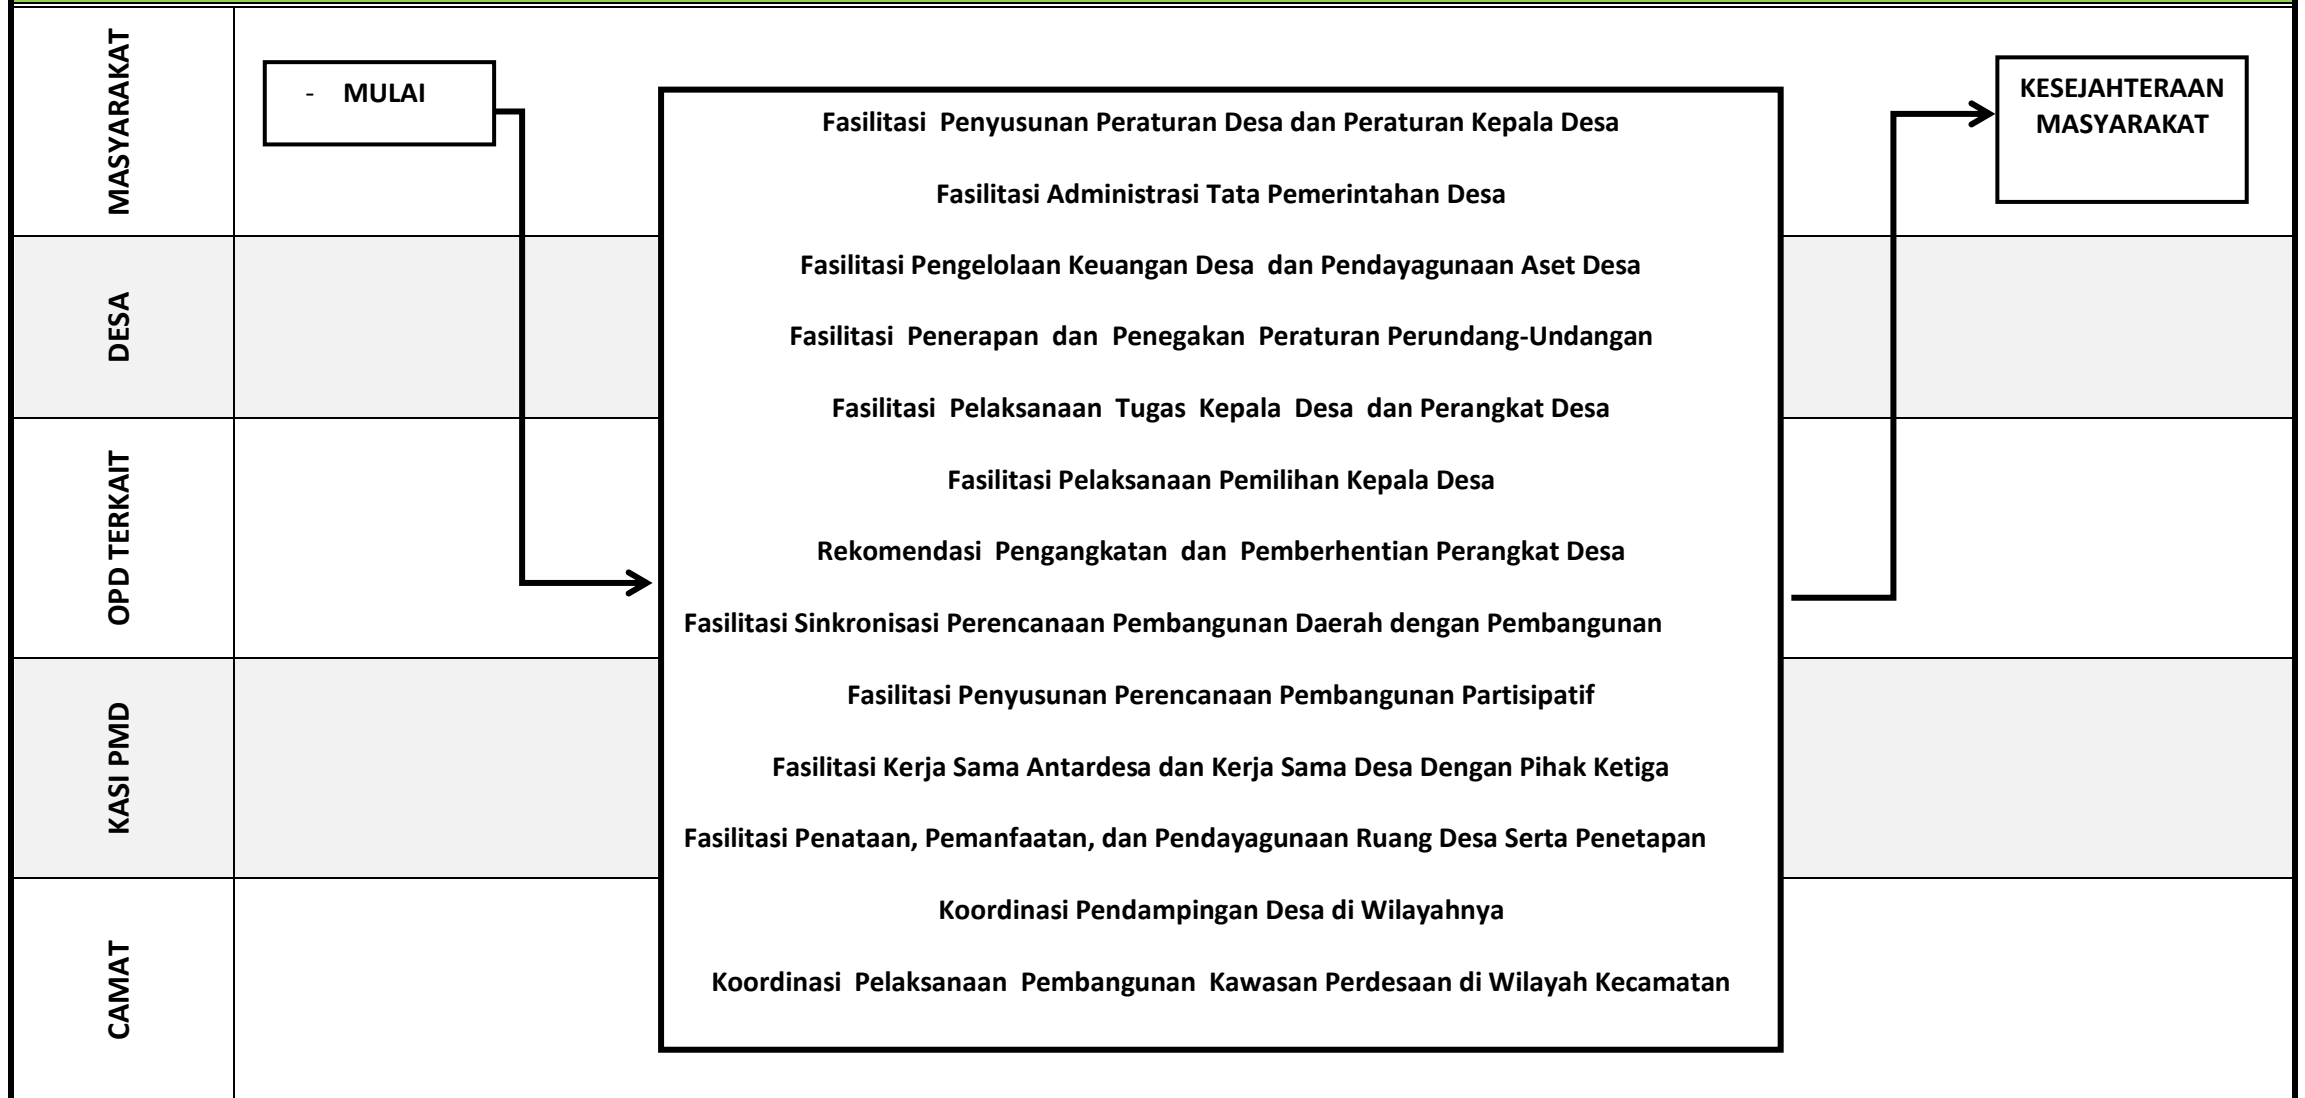 MASYARAKAT
- MULAI
KESEJAHTERAAN
MASYARAKAT
Fasilitasi Penyusunan Peraturan Desa dan Peraturan Kepala Desa
Fasilitasi Administrasi Tata Pemerintahan Desa
DESA
Fasilitasi Pengelolaan Keuangan Desa dan Pendayagunaan Aset Desa
Fasilitasi Penerapan dan Penegakan Peraturan Perundang-Undangan
Fasilitasi Pelaksanaan Tugas Kepala Desa dan Perangkat Desa
OPD TERKAIT
Fasilitasi Pelaksanaan Pemilihan Kepala Desa
Rekomendasi Pengangkatan dan Pemberhentian Perangkat Desa
Fasilitasi Sinkronisasi Perencanaan Pembangunan Daerah dengan Pembangunan
KASI PMD
Fasilitasi Penyusunan Perencanaan Pembangunan Partisipatif
Fasilitasi Kerja Sama Antardesa dan Kerja Sama Desa Dengan Pihak Ketiga
Fasilitasi Penataan, Pemanfaatan, dan Pendayagunaan Ruang Desa Serta Penetapan
CAMAT
Koordinasi Pendampingan Desa di Wilayahnya
Koordinasi Pelaksanaan Pembangunan Kawasan Perdesaan di Wilayah Kecamatan